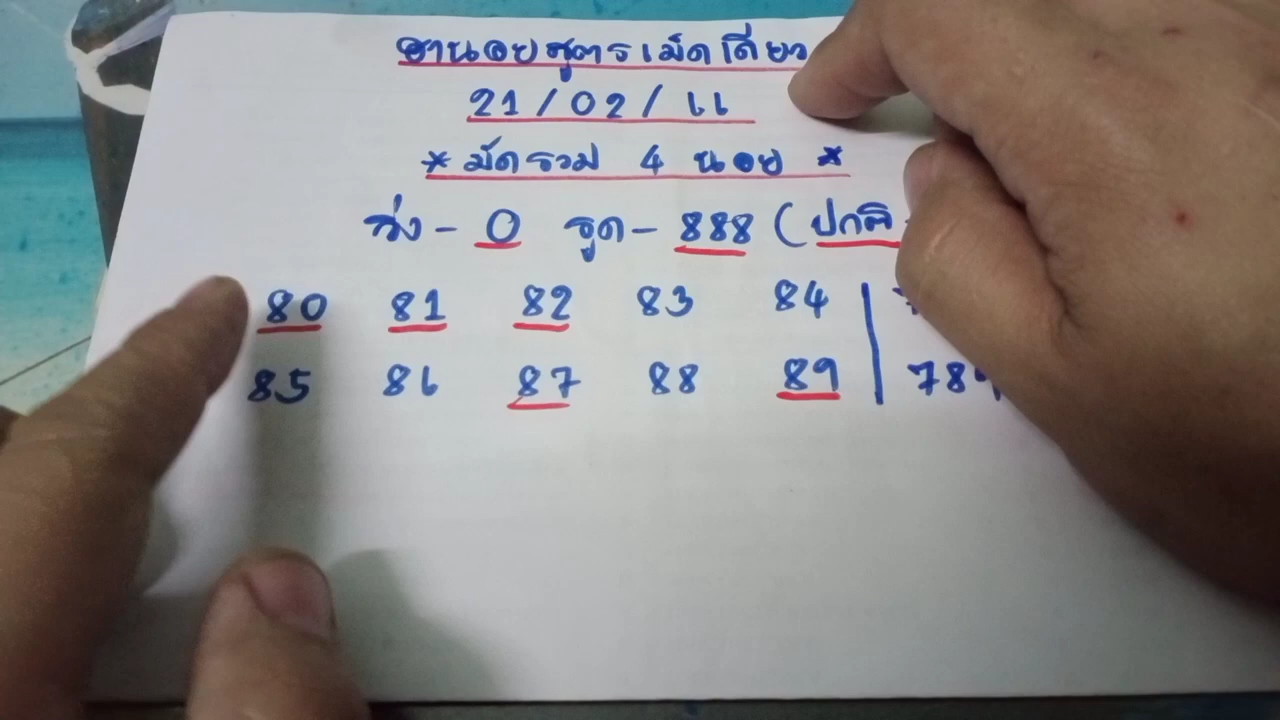 ฮานอยสูตรเม็ดเดียว
21/02/66
*มัดรวม 4 นอย*
วิ่ง - 0 รูด - 888 (ปกติ
80 81 82 83 84
85 86 87 88 89 | 789